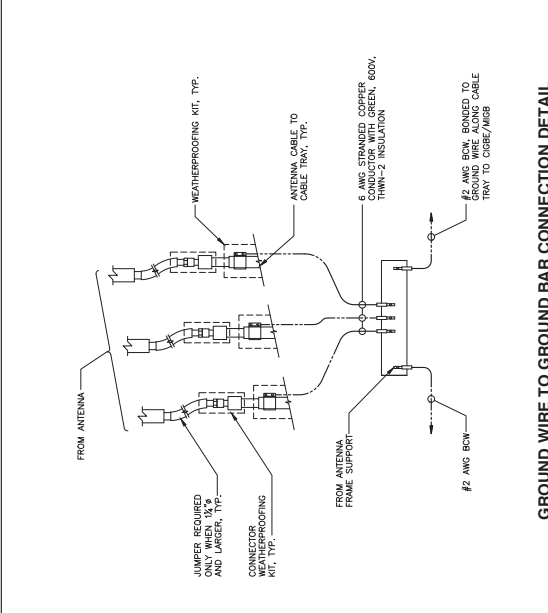 FROM ANTENNA
WEATHERPROOFING KIT, TYP.
JUMPER REQUIRED
ONLY WHEN 1¼"ø
AND LARGER, TYP.
ANTENNA CABLE TO
CABLE TRAY, TYP.
CONNECTOR
WEATHERPROOFING
KIT, TYP.
6 AWG STRANDED COPPER
CONDUCTOR WITH GREEN, 600V,
THWN-2 INSULATION
FROM ANTENNA
FRAME SUPPORT
#2 AWG BCW
#2 AWG BCW, BONDED TO
GROUND WIRE ALONG CABLE
TRAY TO CIGBE/MIGB
GROUND WIRE TO GROUND BAR CONNECTION DETAIL